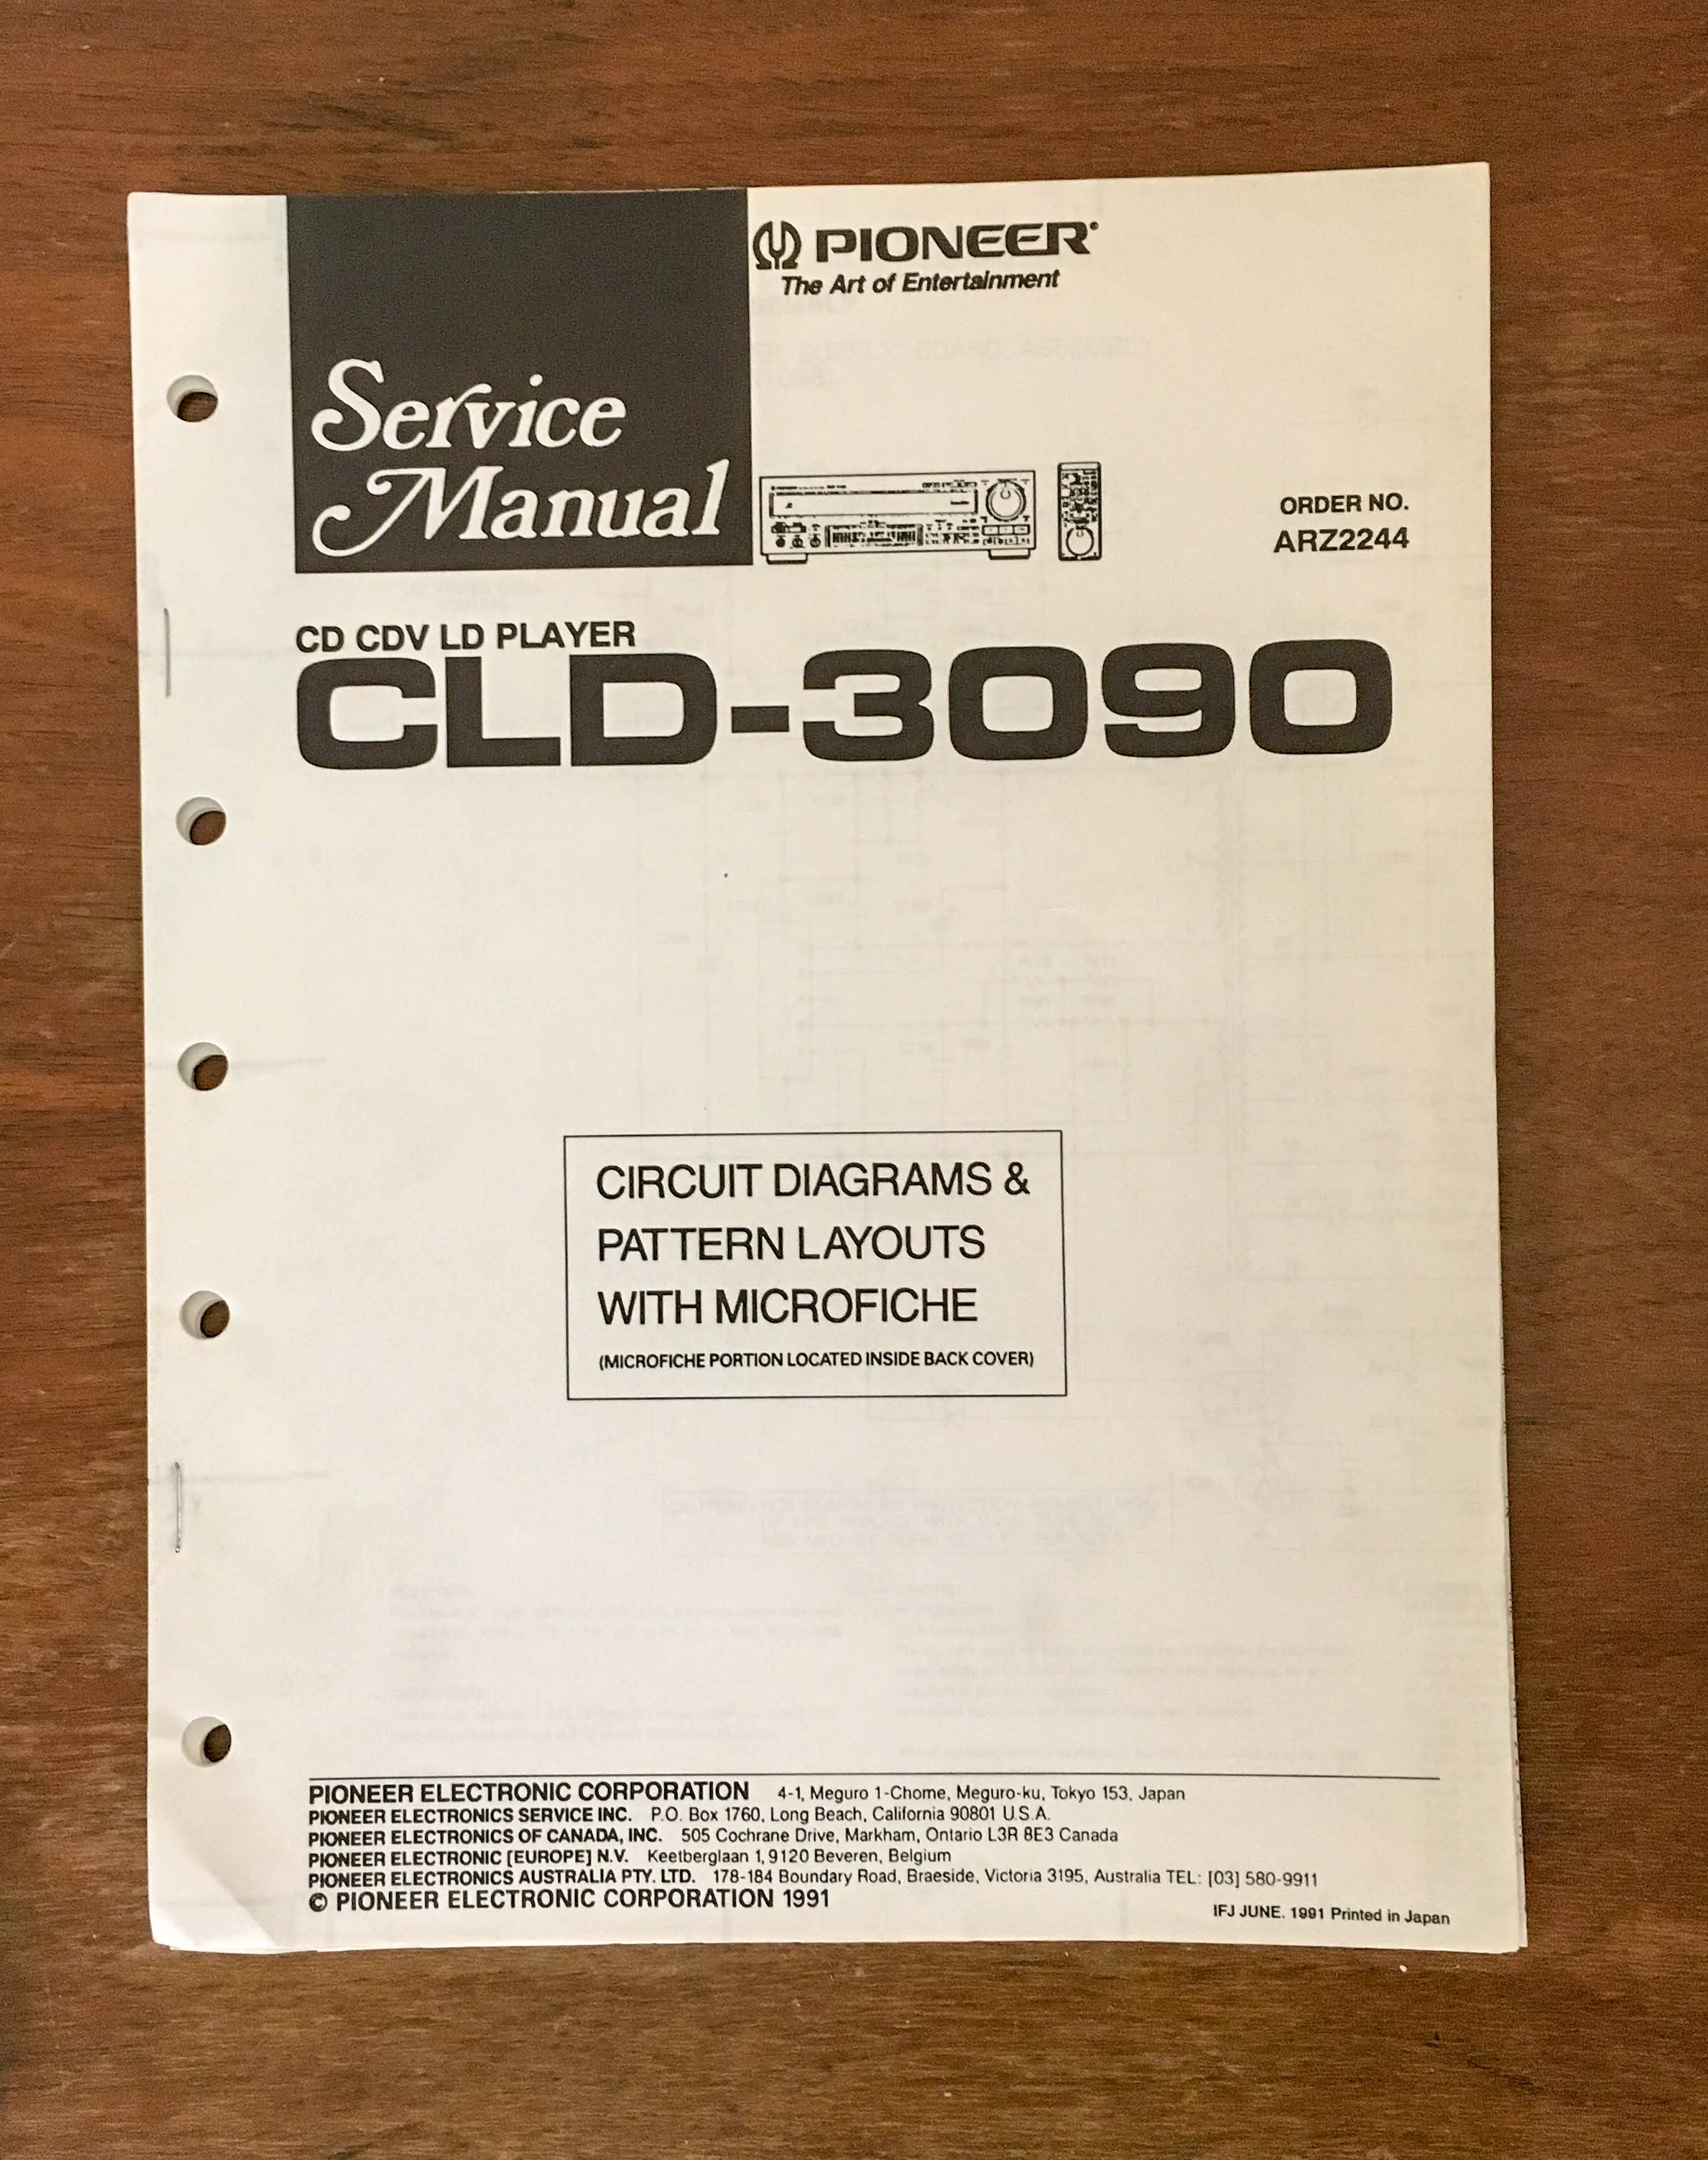 PIONEER®
The Art of Entertainment
Service
Manual
ORDER NO.
ARZ2244
CD CDV LD PLAYER
CLD-3090
CIRCUIT DIAGRAMS &
PATTERN LAYOUTS
WITH MICROFICHE
(MICROFICHE PORTION LOCATED INSIDE BACK COVER)
PIONEER ELECTRONIC CORPORATION 4-1, Meguro 1-Chome, Meguro-ku, Tokyo 153, Japan
PIONEER ELECTRONICS SERVICE INC. P.O. Box 1760, Long Beach, California 90801 U.S.A.
PIONEER ELECTRONICS OF CANADA, INC. 505 Cochrane Drive, Markham, Ontario L3R 8E3 Canada
PIONEER ELECTRONIC [EUROPE] N.V. Keetberglaan 1, 9120 Beveren, Belgium
PIONEER ELECTRONICS AUSTRALIA PTY. LTD. 178-184 Boundary Road, Braeside, Victoria 3195, Australia TEL: [03] 580-9911
© PIONEER ELECTRONIC CORPORATION 1991
IFJ JUNE. 1991 Printed in Japan